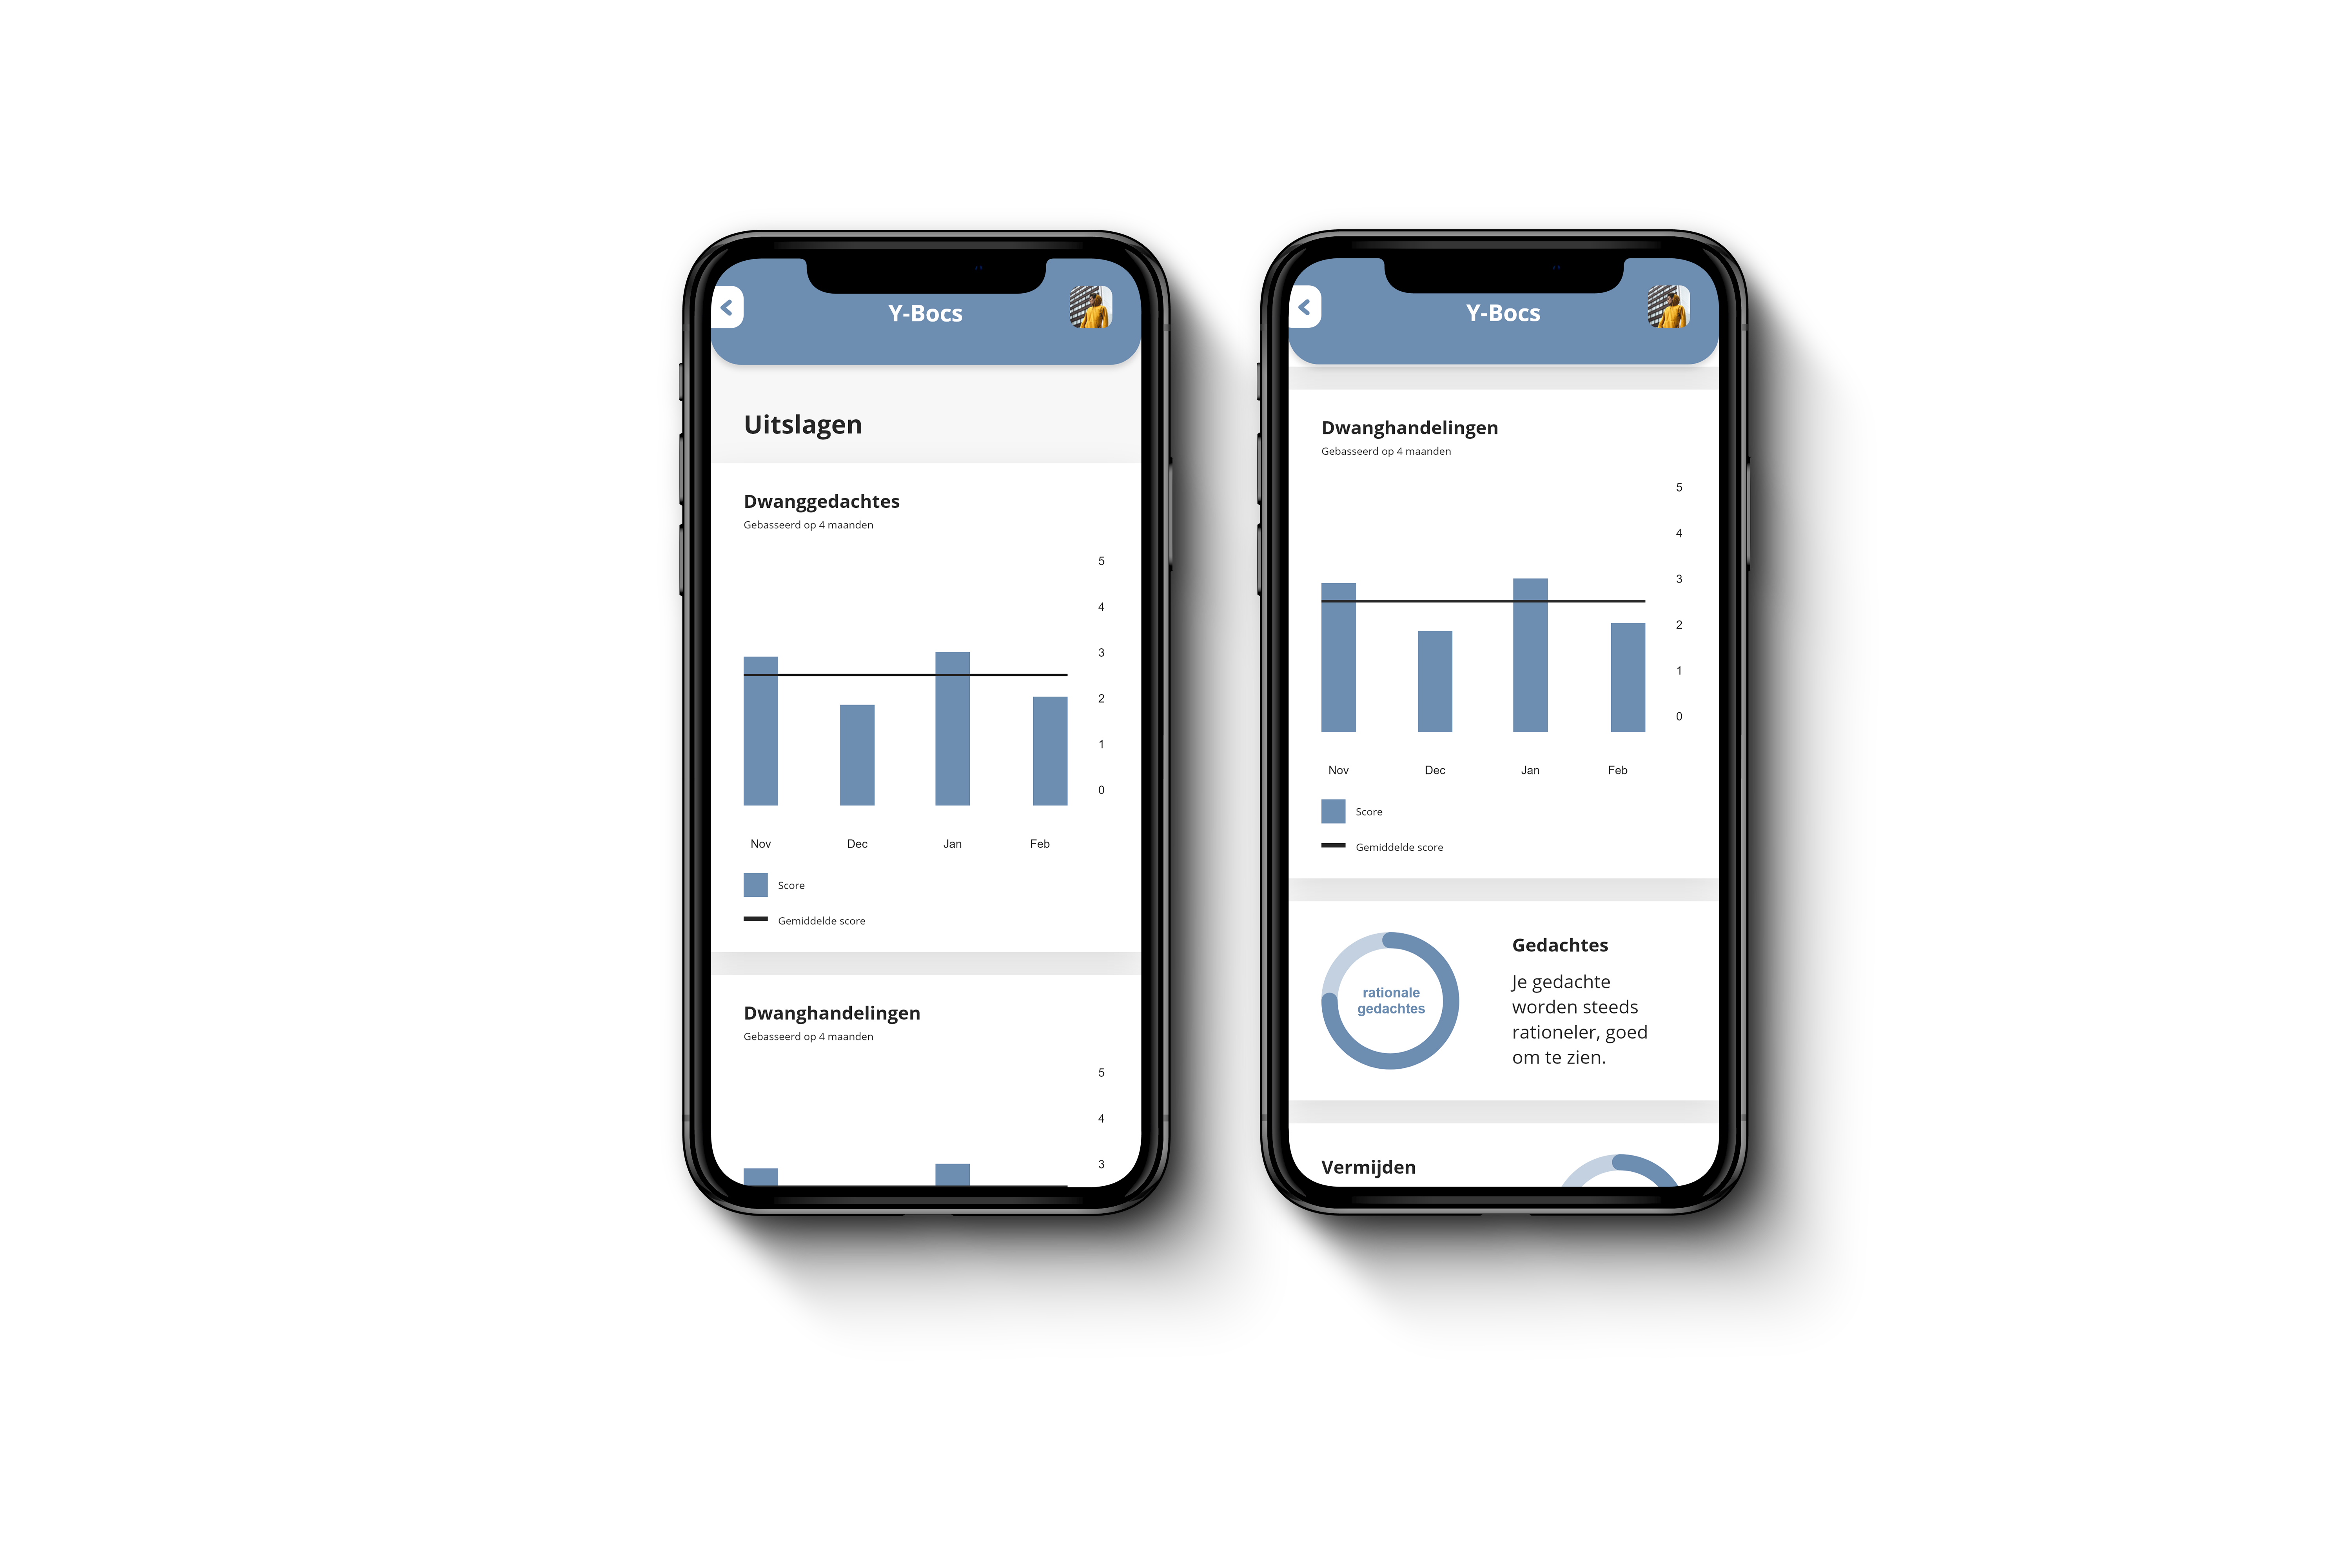 Y-Bocs
Uitslagen
Dwanggedachtes
Gebasseerd op 4 maanden
5
4
3
2
1
0
Nov Dec Jan Feb
Score
Gemiddelde score
Dwanghandelingen
Gebasseerd op 4 maanden
5
4
3
Y-Bocs
Dwanghandelingen
Gebasseerd op 4 maanden
5
4
3
2
1
0
Nov Dec Jan Feb
Score
Gemiddelde score
rationale
gedachtes
Gedachtes
Je gedachte
worden steeds
rationeler, goed
om te zien.
Vermijden